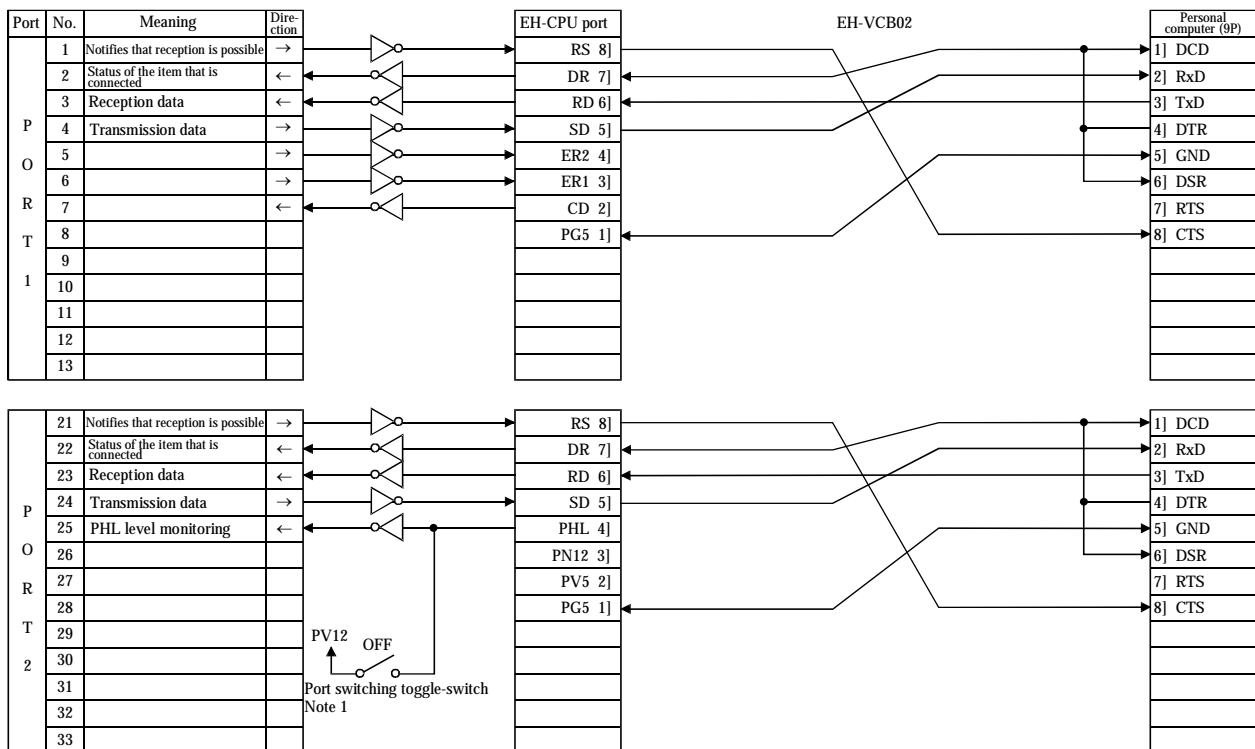 Port No. Meaning Dire-ction EH-CPU port EH-VCB02 Personal computer (9P)
PORT 1
1 Notifies that reception is possible → RS 8] 1] DCD
2 Status of the item that is connected ← DR 7] 2] RxD
3 Reception data ← RD 6] 3] TxD
4 Transmission data → SD 5] 4] DTR
5 → ER2 4] 5] GND
6 → ER1 3] 6] DSR
7 ← CD 2] 7] RTS
8 PG5 1] 8] CTS
9
10
11
12
13
PORT 2
21 Notifies that reception is possible → RS 8] 1] DCD
22 Status of the item that is connected ← DR 7] 2] RxD
23 Reception data ← RD 6] 3] TxD
24 Transmission data → SD 5] 4] DTR
25 PHL level monitoring ← PHL 4] 5] GND
26 PN12 3] 6] DSR
27 PV5 2] 7] RTS
28 PG5 1] 8] CTS
29
PV12 OFF
30
31
Port switching toggle-switch
32
Note 1
33